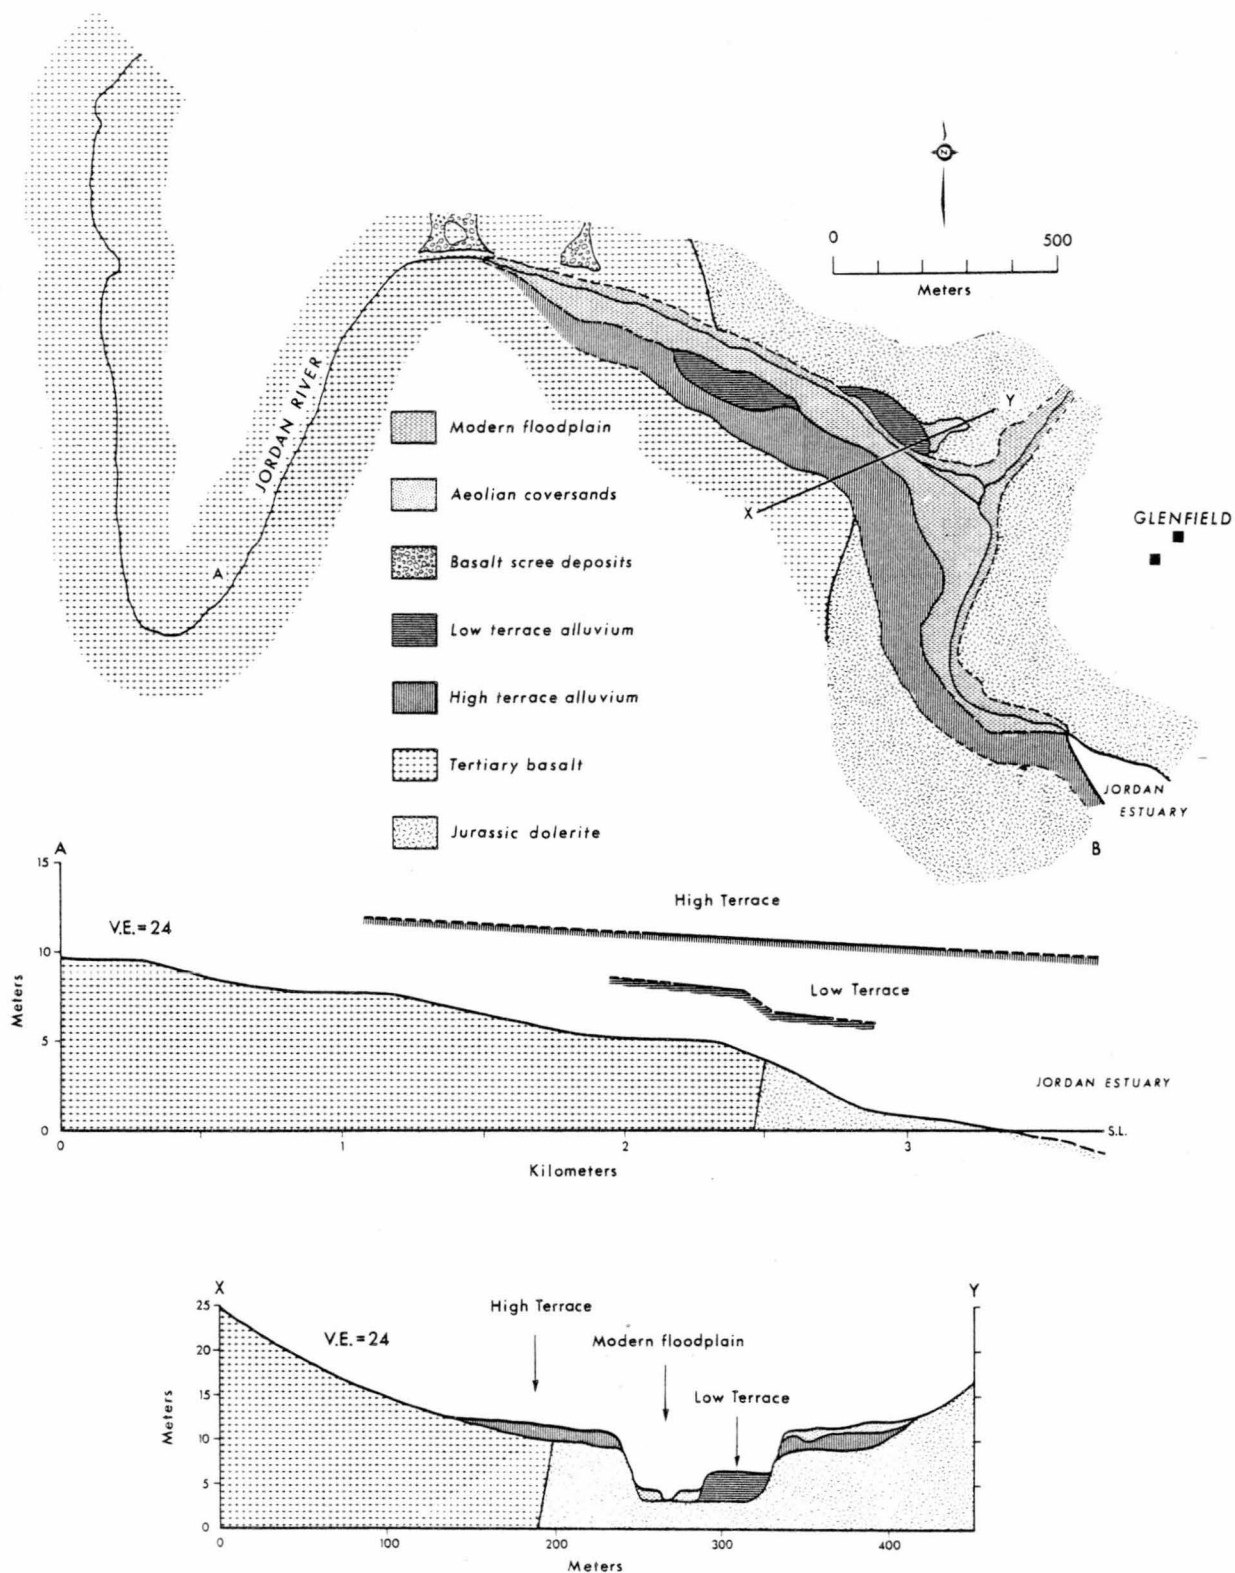 N
0 500
Meters
JORDAN RIVER
A
X
Y
GLENFIELD
Modern floodplain
Aeolian coversands
Basalt scree deposits
Low terrace alluvium
High terrace alluvium
Tertiary basalt
Jurassic dolerite
JORDAN
ESTUARY
A
B
15
10
5
0
Meters
V.E. = 24
High Terrace
Low Terrace
JORDAN ESTUARY
S.L.
0 1 2 3
Kilometers
X
Y
25
20
15
10
5
0
Meters
V.E. = 24
High Terrace
Modern floodplain
Low Terrace
0 100 200 300 400
Meters